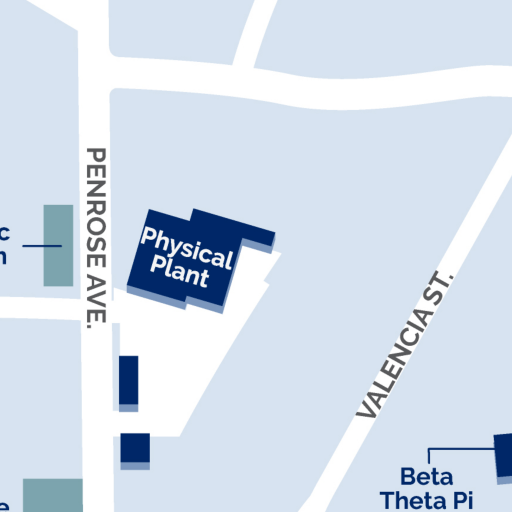 PENROSE AVE.
c
n
Physical
Plant
VALENCIA ST.
Beta
Theta Pi
e